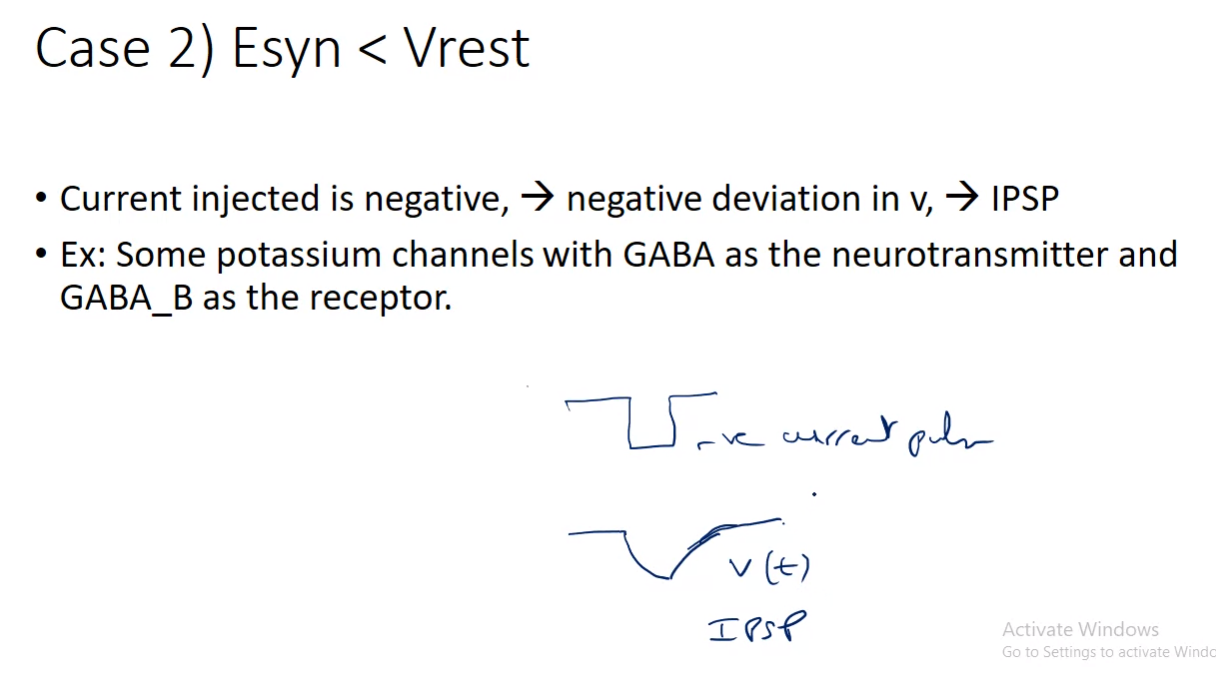 Case 2) Esyn < Vrest
• Current injected is negative, → negative deviation in v, → IPSP
• Ex: Some potassium channels with GABA as the neurotransmitter and
GABA_B as the receptor.
-ve current pulse
v(t)
IPSP
Activate Windows
Go to Settings to activate Windo